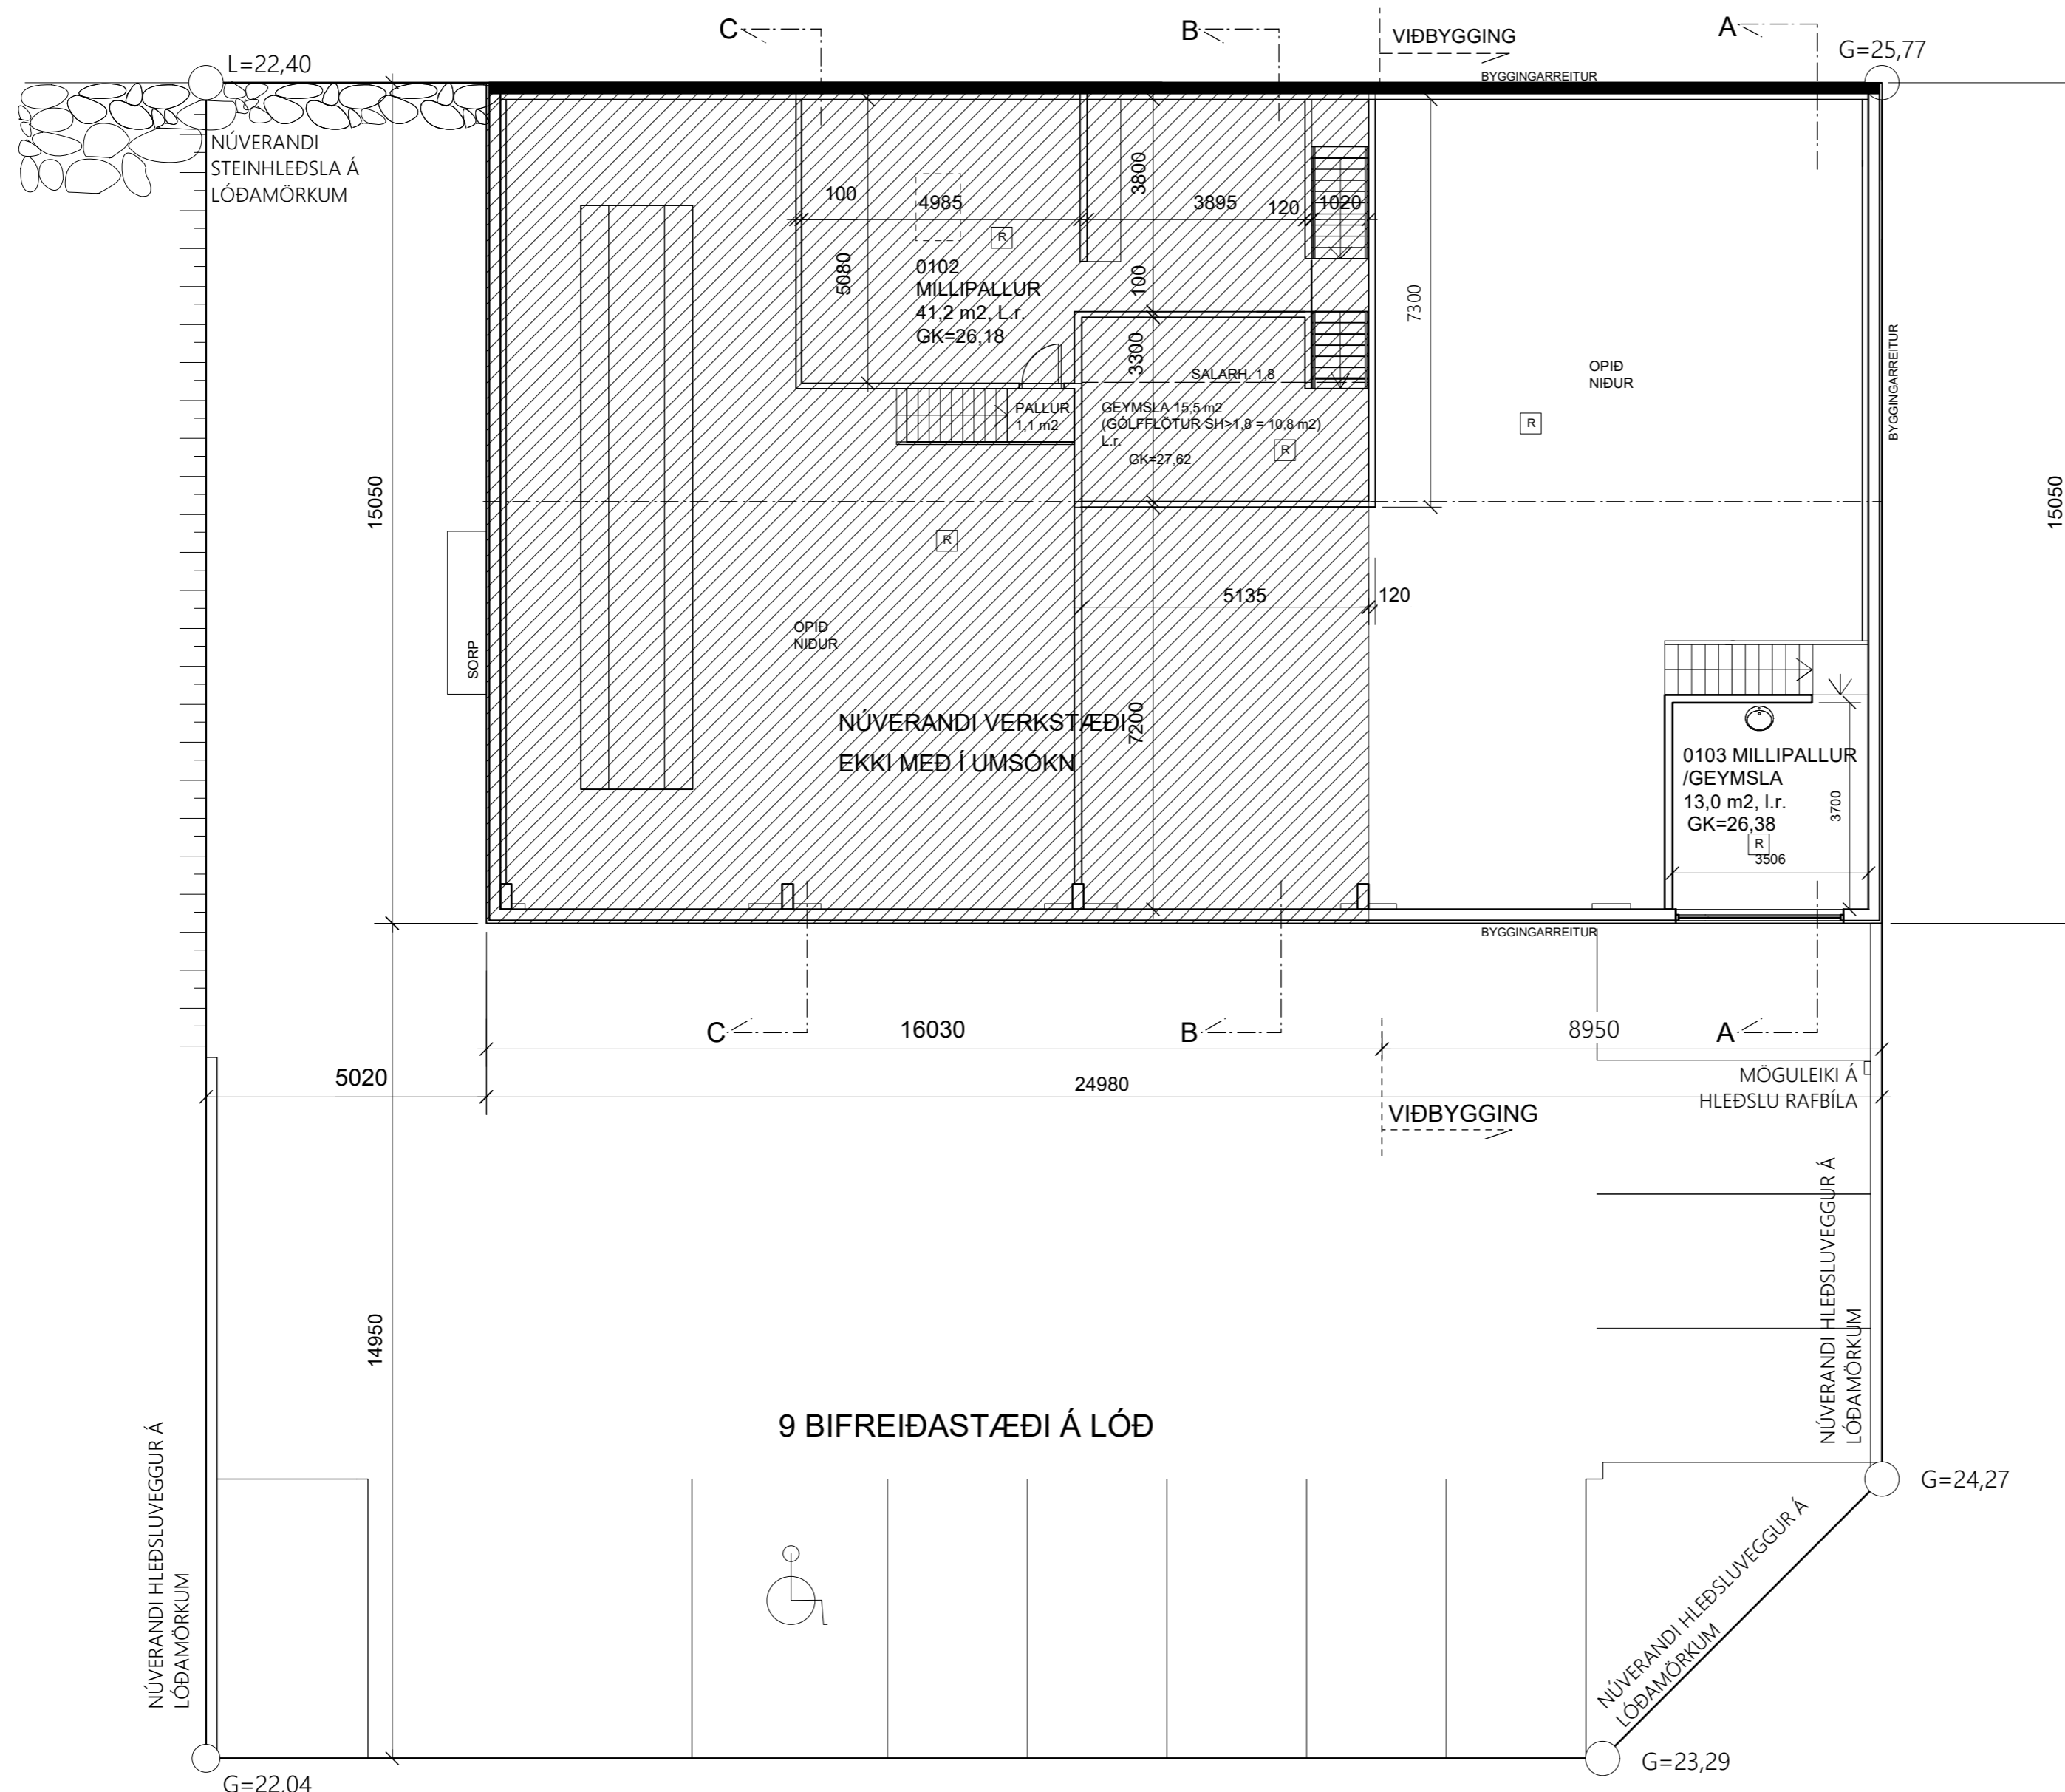 C
B
VIÐBYGGING
A
L=22,40
G=25,77
BYGGINGARREITUR
NÚVERANDI
STEINHLEÐSLA Á
LÓÐAMÖRKUM
100
4985
3800
3895
120
1020
R
5080
0102
MILLIPALLUR
41,2 m2, L.r.
GK=26,18
100
7300
3300
SALARH. 1,8
OPIÐ
NIÐUR
BYGGINGARREITUR
PALLUR
1,1 m2
GEYMSLA 15,5 m2
(GÓLFFLÖTUR SH>1,8 = 10,8 m2)
L.r.
GK=27,62
R
R
15050
15050
R
5135
120
OPIÐ
NIÐUR
SORP
NÚVERANDI VERKSTÆÐI
EKKI MEÐ Í UMSÓKN
7200
0103 MILLIPALLUR
/GEYMSLA
13,0 m2, l.r.
GK=26,38
3700
R
3506
BYGGINGARREITUR
C
16030
B
8950
A
5020
24980
MÖGULEIKI Á
HLEÐSLU RAFBÍLA
VIÐBYGGING
NÚVERANDI HLEÐSLUVEGGUR Á
LÓÐAMÖRKUM
14950
9 BIFREIÐASTÆÐI Á LÓÐ
NÚVERANDI HLEÐSLUVEGGUR Á
LÓÐAMÖRKUM
G=24,27
NÚVERANDI HLEÐSLUVEGGUR Á
LÓÐAMÖRKUM
G=23,29
G=22,04